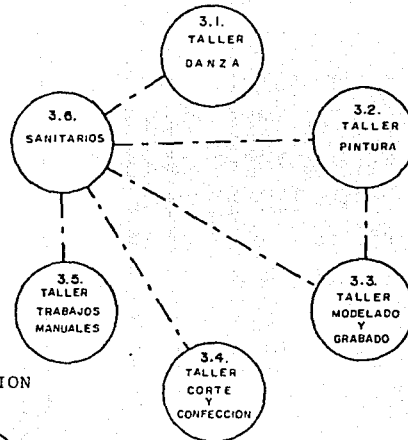 3.1.
TALLER
DANZA
3.6.
SANITARIOS
3.2.
TALLER
PINTURA
3.5.
TALLER
TRABAJOS
MANUALES
3.3.
TALLER
MODELADO
Y
GRABADO
3.4.
TALLER
CORTE
Y
CONFECCION
ION